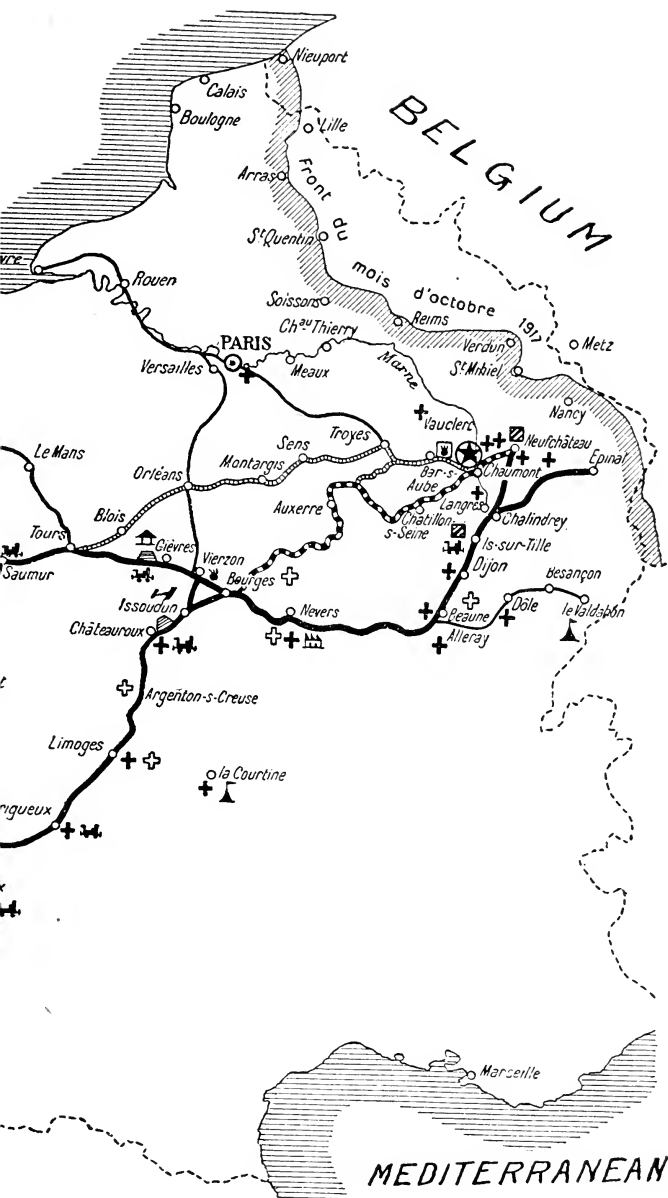 Nieuport
Calais
Boulogne
Lille
BELGIUM
Arras
Front du
mois d'octobre 1917
St Quentin
Soissons
Reims
Verdun
Metz
vre
Rouen
PARIS
Chau Thierry
Meaux
Marne
St Mihiel
Versailles
Nancy
Vauclerc
Troyes
Neufchâteau
Le Mans
Sens
Montargis
Bar-s-
Aube
Chaumont
Epinal
Orléans
Auxerre
Langres
Châtillon-
s-Seine
Chalindrey
Blois
Tours
Gièvres
Vierzon
Is-sur-Tille
Dijon
Saumur
Bourges
Besançon
Issoudun
Nevers
Beaune
Dôle
le Valdahon
Châteauroux
Alleray
t
Argenton-s-Creuse
Limoges
la Courtine
rigueux
x
Marseille
MEDITERRANEAN